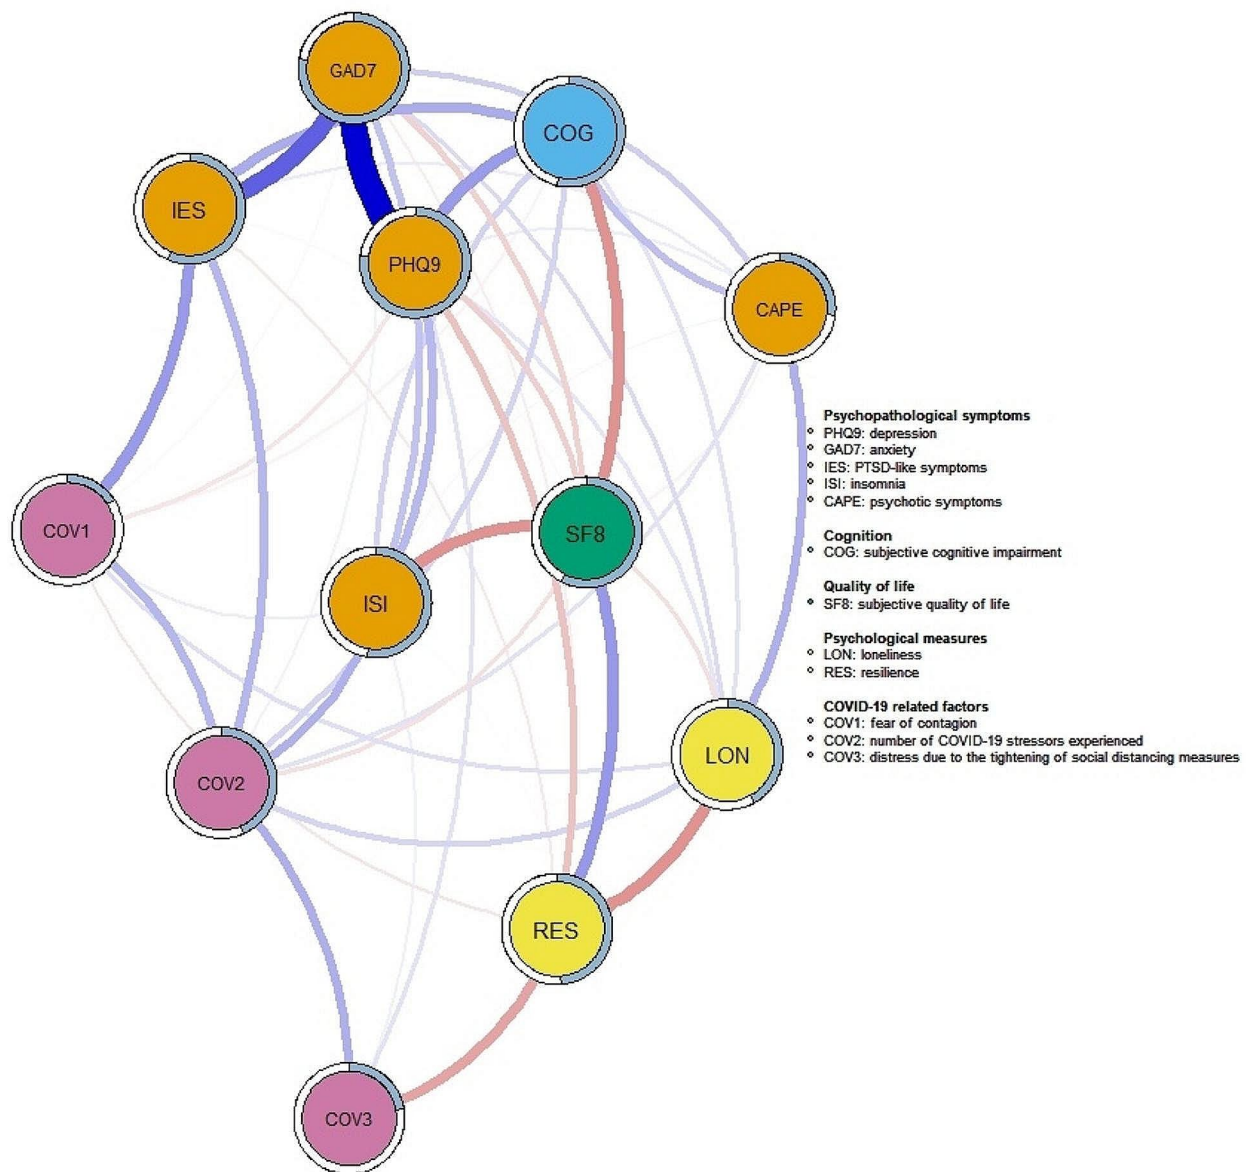 GAD7
COG
IES
PHQ9
CAPE
COV1
SF8
ISI
LON
COV2
RES
COV3
Psychopathological symptoms
PHQ9: depression
GAD7: anxiety
IES: PTSD-like symptoms
ISI: insomnia
CAPE: psychotic symptoms
Cognition
COG: subjective cognitive impairment
Quality of life
SF8: subjective quality of life
Psychological measures
LON: loneliness
RES: resilience
COVID-19 related factors
COV1: fear of contagion
COV2: number of COVID-19 stressors experienced
COV3: distress due to the tightening of social distancing measures